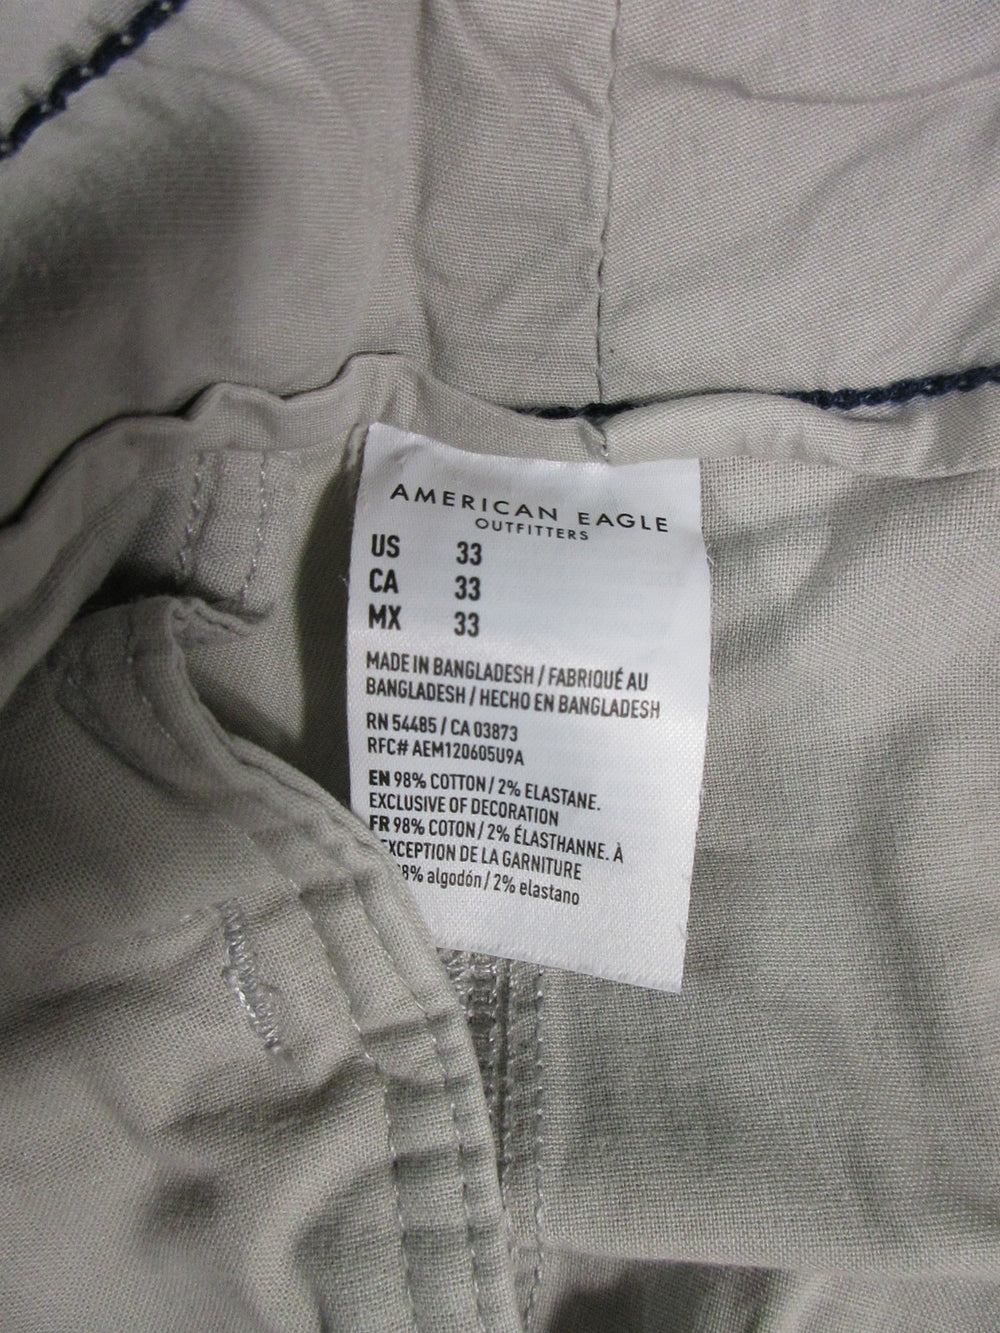 AMERICAN EAGLE
OUTFITTERS
US 33
CA 33
MX 33
MADE IN BANGLADESH / FABRIQUÉ AU
BANGLADESH / HECHO EN BANGLADESH
RN 54485 / CA 03873
RFC# AEM120605U9A
EN 98% COTTON / 2% ELASTANE.
EXCLUSIVE OF DECORATION
FR 98% COTON / 2% ÉLASTHANNE. À
EXCEPTION DE LA GARNITURE
8% algodón / 2% elastano